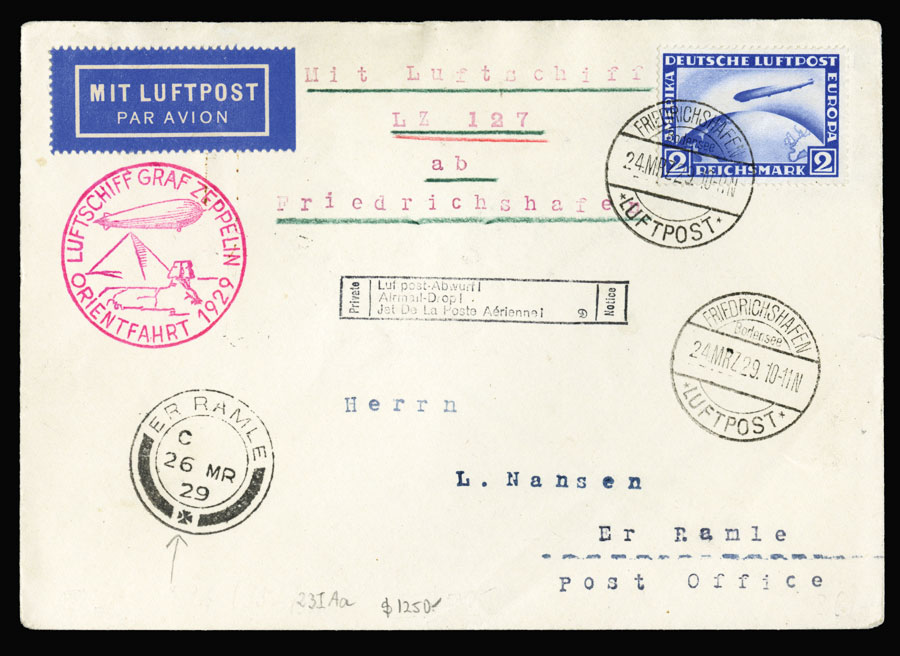 MIT LUFTPOST
PAR AVION
Mit Luftschiff
LZ 127
ab
Friedrichshafen
DEUTSCHE LUFTPOST
AMERIKA
EUROPA
2 REICHSMARK 2
FRIEDRICHSHAFEN
Bodensee
24.MRZ.29.10-11N
*LUFTPOST*
LUFTSCHIFF GRAF ZEPPELIN
ORIENTFAHRT 1929
Private
Luftpost-Abwurf!
Airmail-Drop!
Jet De La Poste Aérienne!
Notice
FRIEDRICHSHAFEN
Bodensee
24.MRZ.29.10-11N
*LUFTPOST*
ER RAMLE
C
26 MR
29
Herrn
L. Nansen
Er Ramle
Post Office
23IAa $1250-